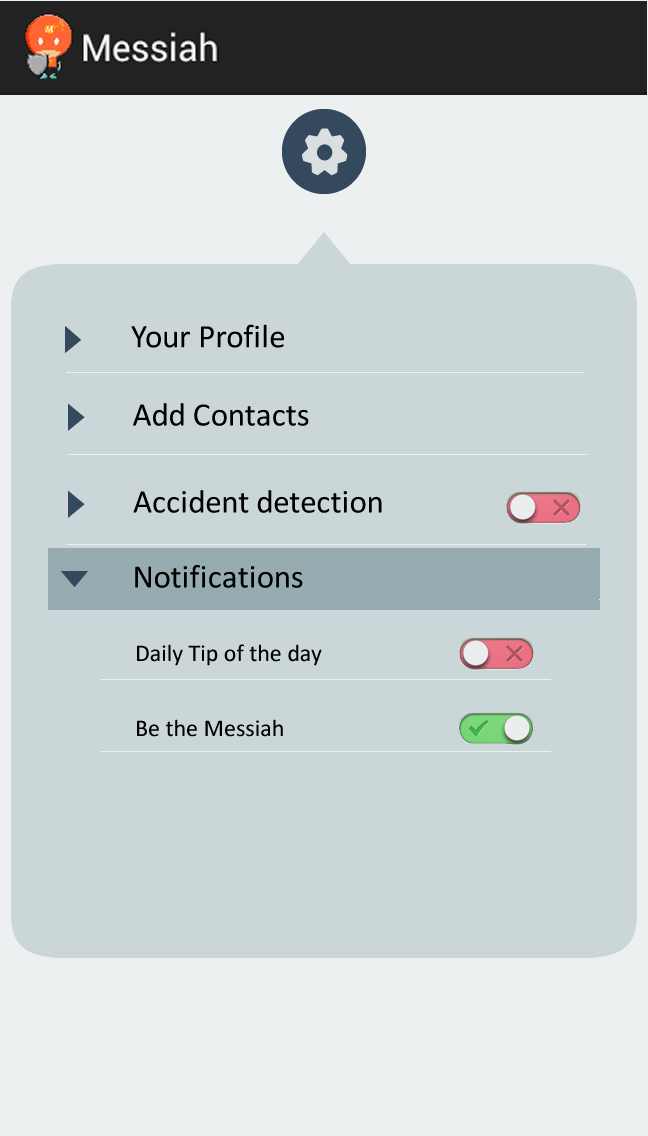 Messiah
Your Profile
Add Contacts
Accident detection
Notifications
Daily Tip of the day
Be the Messiah